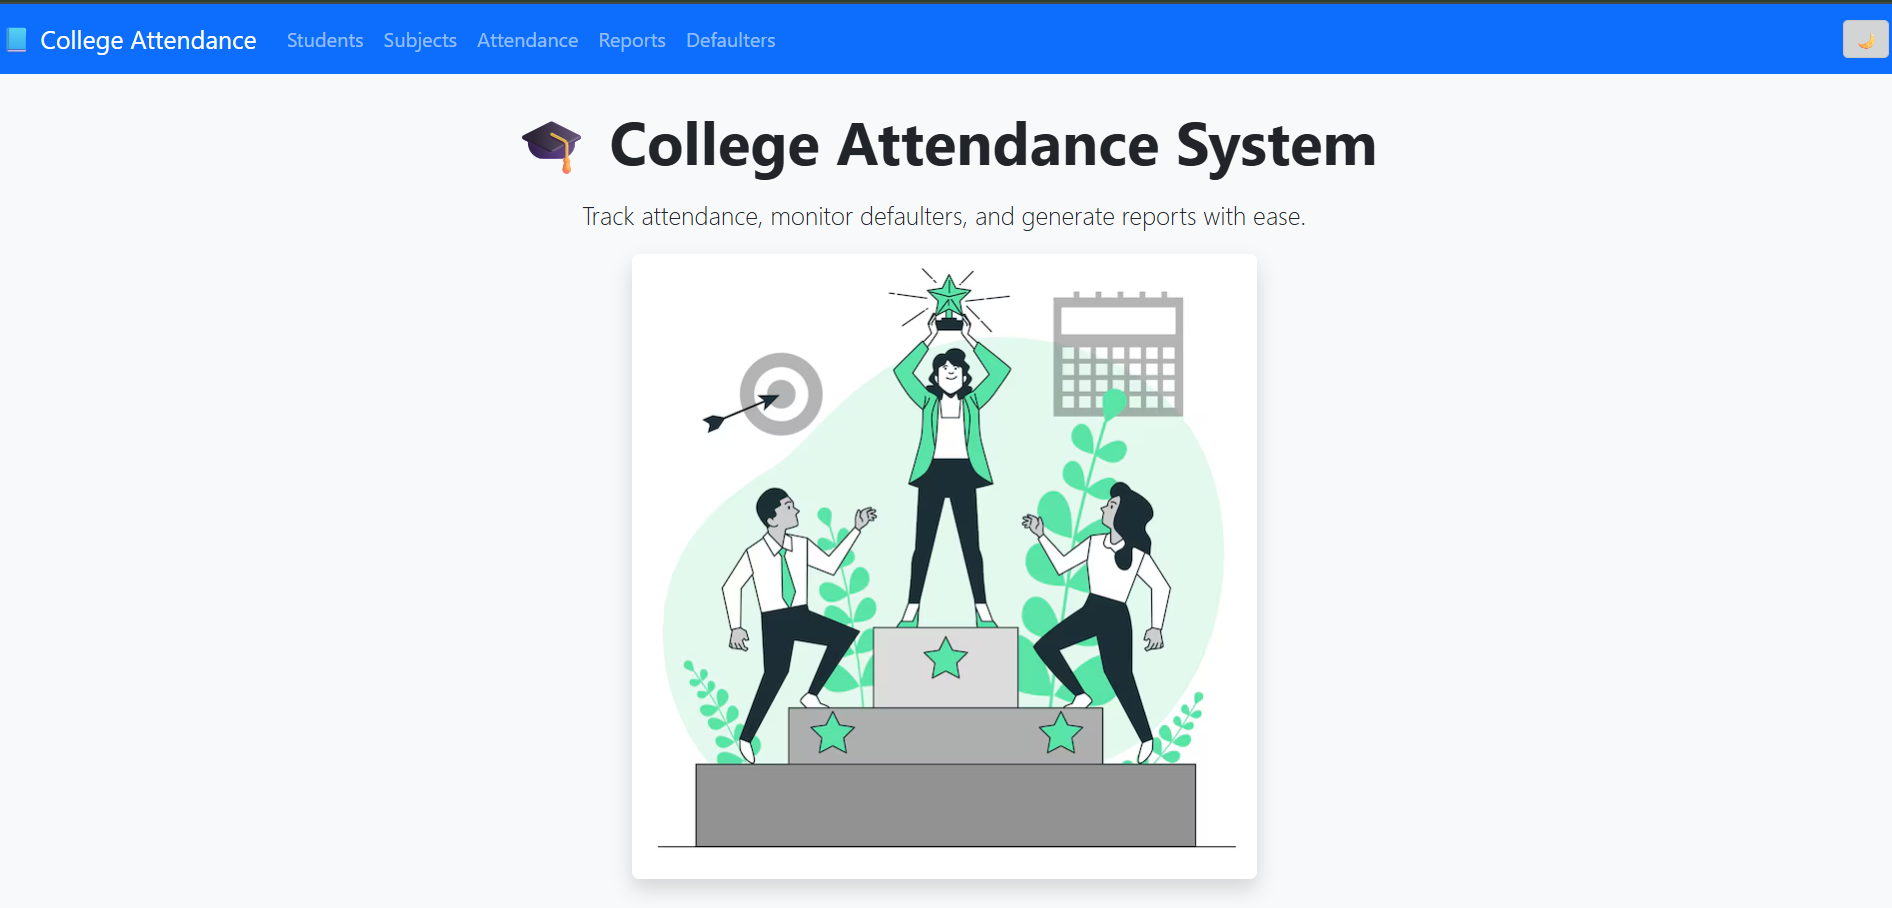 College Attendance Students Subjects Attendance Reports Defaulters
College Attendance System
Track attendance, monitor defaulters, and generate reports with ease.